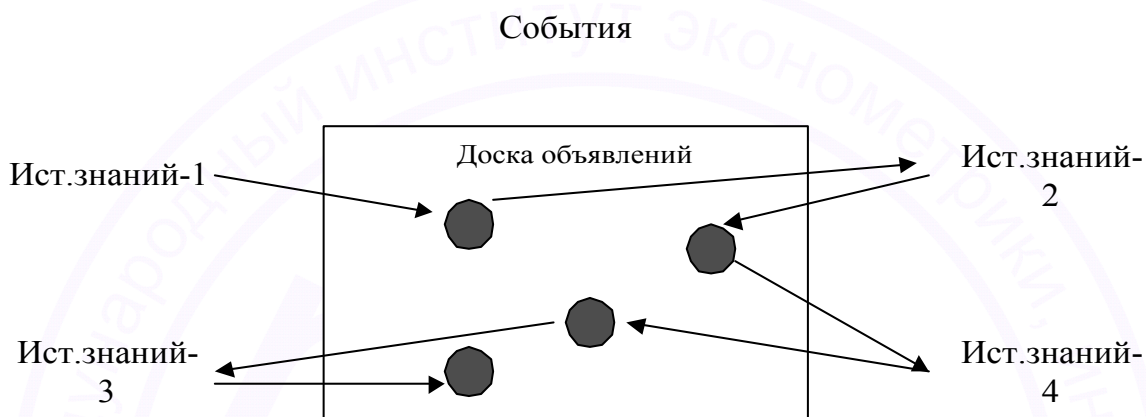 События
Доска объявлений
Ист.знаний-1
Ист.знаний-
2
Ист.знаний-
3
Ист.знаний-
4